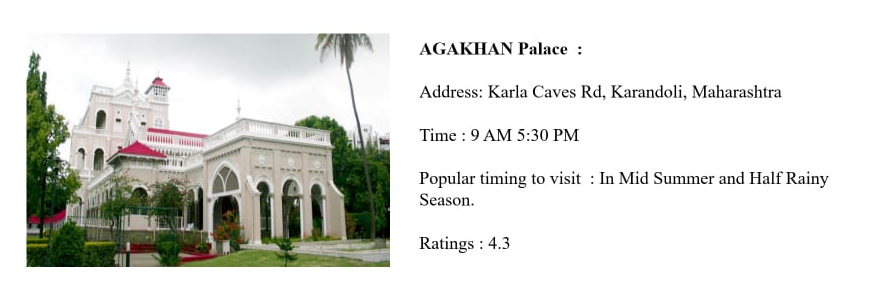 AGAKHAN Palace :
Address: Karla Caves Rd, Karandoli, Maharashtra
Time : 9 AM 5:30 PM
Popular timing to visit : In Mid Summer and Half Rainy
Season.
Ratings : 4.3